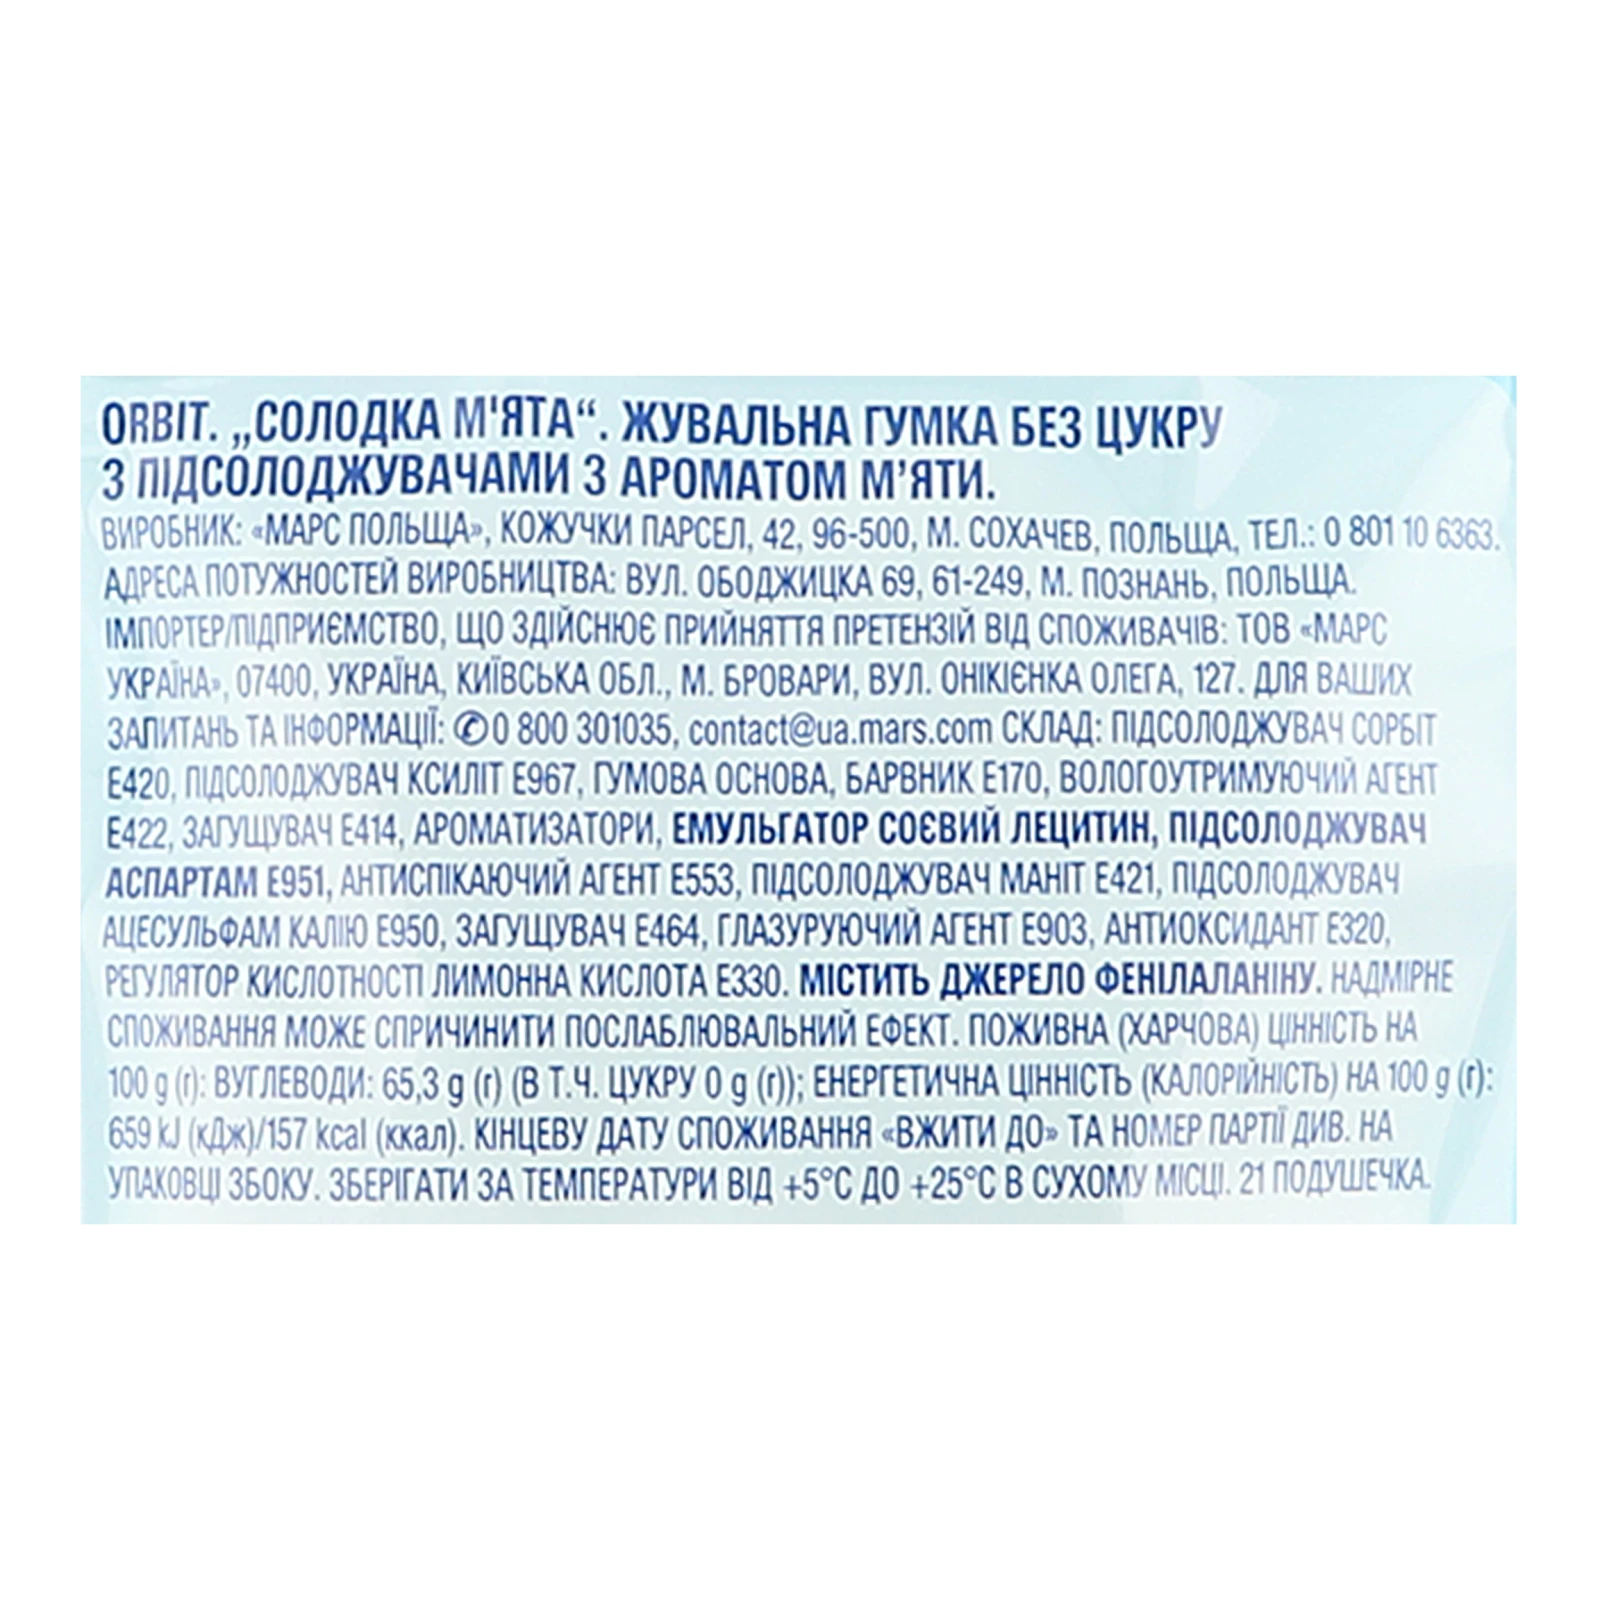 ORBIT. „СОЛОДКА М'ЯТА“. ЖУВАЛЬНА ГУМКА БЕЗ ЦУКРУ
З ПІДСОЛОДЖУВАЧАМИ З АРОМАТОМ М’ЯТИ.
ВИРОБНИК: «МАРС ПОЛЬЩА», КОЖУЧКИ ПАРСЕЛ, 42, 96-500, М. СОХАЧЕВ, ПОЛЬЩА, ТЕЛ.: 0 801 10 6363.
АДРЕСА ПОТУЖНОСТЕЙ ВИРОБНИЦТВА: ВУЛ. ОБОДЖИЦКА 69, 61-249, М. ПОЗНАНЬ, ПОЛЬЩА.
ІМПОРТЕР/ПІДПРИЄМСТВО, ЩО ЗДІЙСНЮЄ ПРИЙНЯТТЯ ПРЕТЕНЗІЙ ВІД СПОЖИВАЧІВ: ТОВ «МАРС
УКРАЇНА», 07400, УКРАЇНА, КИЇВСЬКА ОБЛ., М. БРОВАРИ, ВУЛ. ОНІКІЄНКА ОЛЕГА, 127. ДЛЯ ВАШИХ
ЗАПИТАНЬ ТА ІНФОРМАЦІЇ: ✆0 800 301035, contact@ua.mars.com СКЛАД: ПІДСОЛОДЖУВАЧ СОРБІТ
Е420, ПІДСОЛОДЖУВАЧ КСИЛІТ Е967, ГУМОВА ОСНОВА, БАРВНИК Е170, ВОЛОГОУТРИМУЮЧИЙ АГЕНТ
Е422, ЗАГУЩУВАЧ Е414, АРОМАТИЗАТОРИ, ЕМУЛЬГАТОР СОЄВИЙ ЛЕЦИТИН, ПІДСОЛОДЖУВАЧ
АСПАРТАМ Е951, АНТИСПІКАЮЧИЙ АГЕНТ Е553, ПІДСОЛОДЖУВАЧ МАНІТ Е421, ПІДСОЛОДЖУВАЧ
АЦЕСУЛЬФАМ КАЛІЮ Е950, ЗАГУЩУВАЧ Е464, ГЛАЗУРУЮЧИЙ АГЕНТ Е903, АНТИОКСИДАНТ Е320,
РЕГУЛЯТОР КИСЛОТНОСТІ ЛИМОННА КИСЛОТА Е330. МІСТИТЬ ДЖЕРЕЛО ФЕНІЛАЛАНІНУ. НАДМІРНЕ
СПОЖИВАННЯ МОЖЕ СПРИЧИНИТИ ПОСЛАБЛЮВАЛЬНИЙ ЕФЕКТ. ПОЖИВНА (ХАРЧОВА) ЦІННІСТЬ НА
100 g (г): ВУГЛЕВОДИ: 65,3 g (г) (В Т.Ч. ЦУКРУ 0 g (г)); ЕНЕРГЕТИЧНА ЦІННІСТЬ (КАЛОРІЙНІСТЬ) НА 100 g (г):
659 kJ (кДж)/157 kcal (ккал). КІНЦЕВУ ДАТУ СПОЖИВАННЯ «ВЖИТИ ДО» ТА НОМЕР ПАРТІЇ ДИВ. НА
УПАКОВЦІ ЗБОКУ. ЗБЕРІГАТИ ЗА ТЕМПЕРАТУРИ ВІД +5°С ДО +25°С В СУХОМУ МІСЦІ. 21 ПОДУШЕЧКА.